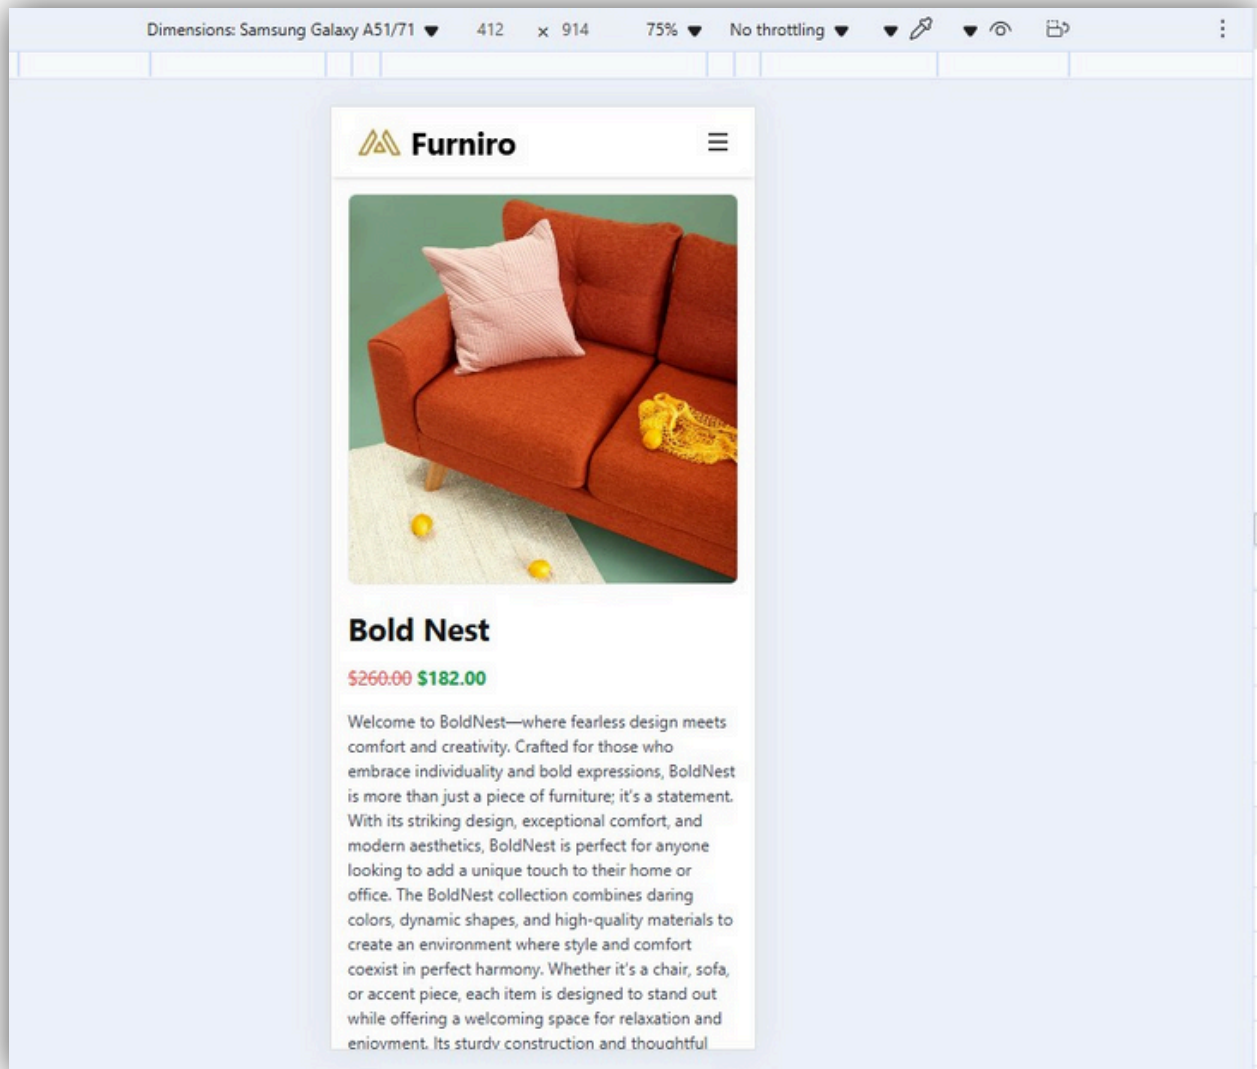 Dimensions: Samsung Galaxy A51/71 412 x 914 75% No throttling
Furniro
Bold Nest
$260.00 $182.00
Welcome to BoldNest—where fearless design meets
comfort and creativity. Crafted for those who
embrace individuality and bold expressions, BoldNest
is more than just a piece of furniture; it's a statement.
With its striking design, exceptional comfort, and
modern aesthetics, BoldNest is perfect for anyone
looking to add a unique touch to their home or
office. The BoldNest collection combines daring
colors, dynamic shapes, and high-quality materials to
create an environment where style and comfort
coexist in perfect harmony. Whether it's a chair, sofa,
or accent piece, each item is designed to stand out
while offering a welcoming space for relaxation and
enjoyment. Its sturdy construction and thoughtful